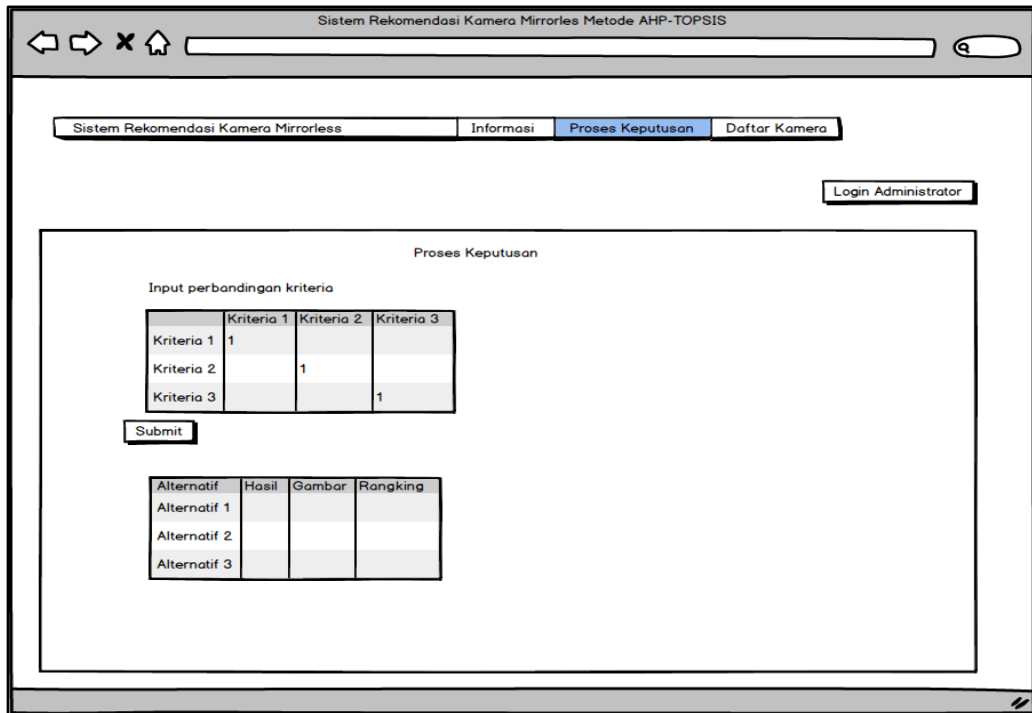 Sistem Rekomendasi Kamera Mirrorles Metode AHP-TOPSIS
Sistem Rekomendasi Kamera Mirrorless Informasi Proses Keputusan Daftar Kamera
Login Administrator
Proses Keputusan
Input perbandingan kriteria
Kriteria 1 Kriteria 2 Kriteria 3
Kriteria 1 1
Kriteria 2 1
Kriteria 3 1
Submit
Alternatif Hasil Gambar Rangking
Alternatif 1
Alternatif 2
Alternatif 3